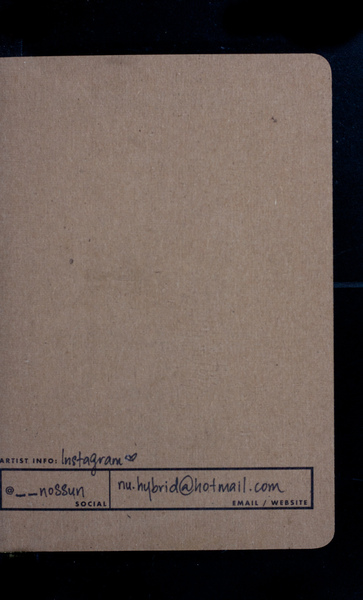 ARTIST INFO: Instagram
@__nossun
SOCIAL
nu.hybrid@hotmail.com
EMAIL / WEBSITE